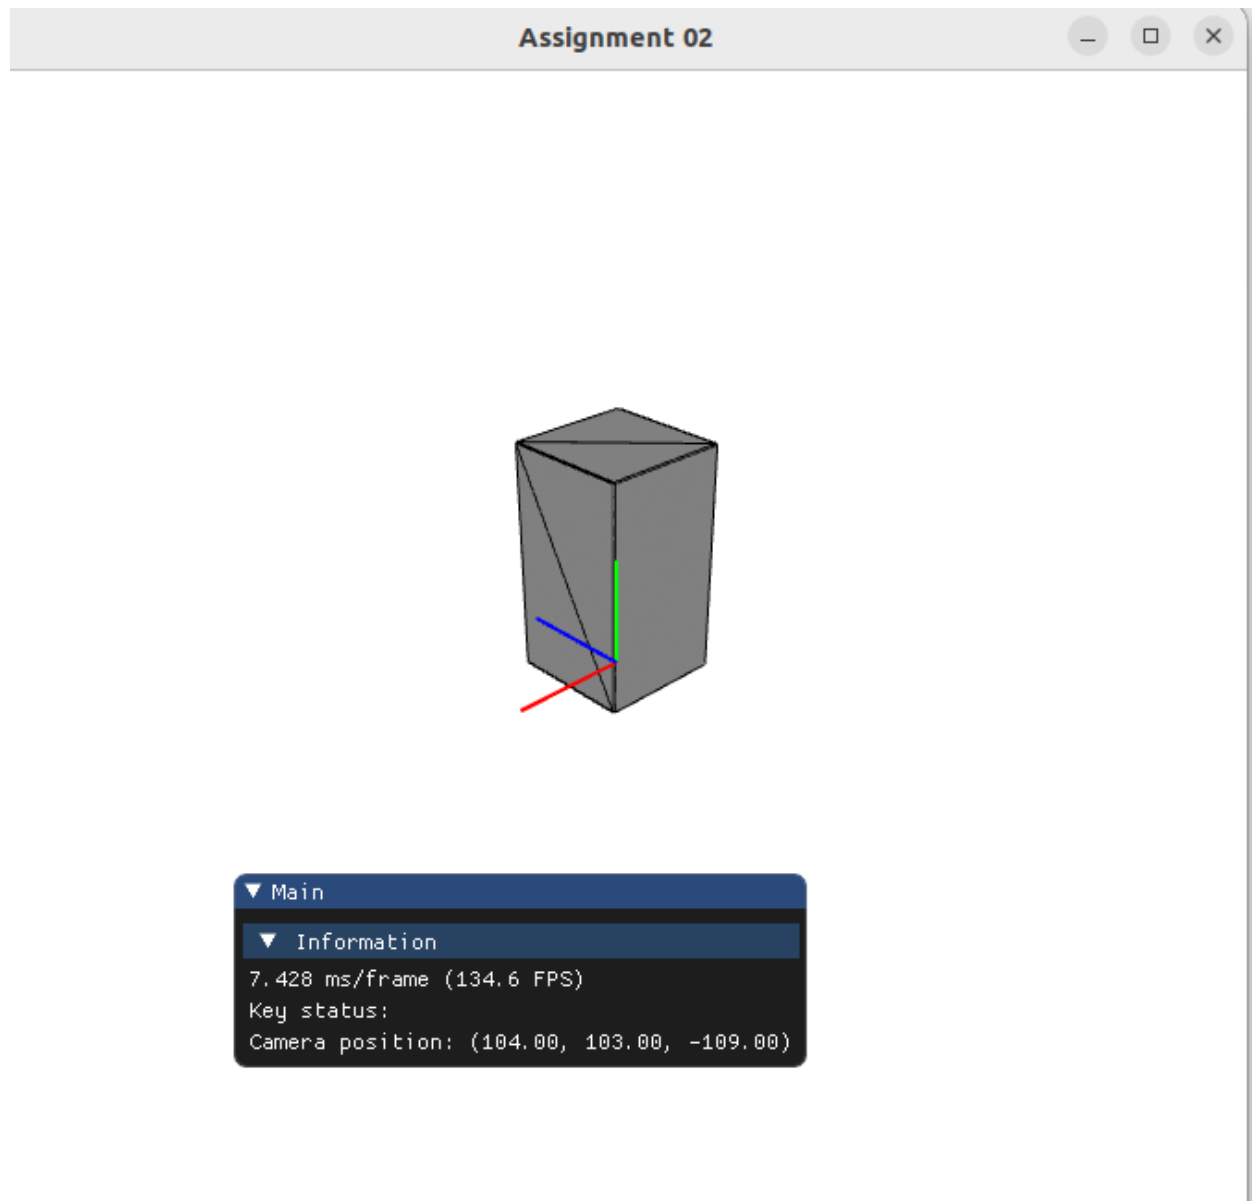 Assignment 02
Main
Information
7.428 ms/frame (134.6 FPS)
Key status:
Camera position: (104.00, 103.00, -109.00)